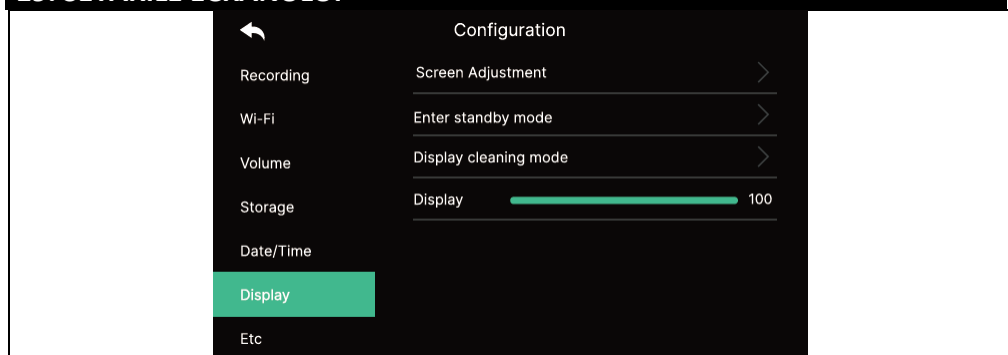 Configuration
Recording
Wi-Fi
Volume
Storage
Date/Time
Display
Etc
Screen Adjustment
Enter standby mode
Display cleaning mode
Display 100